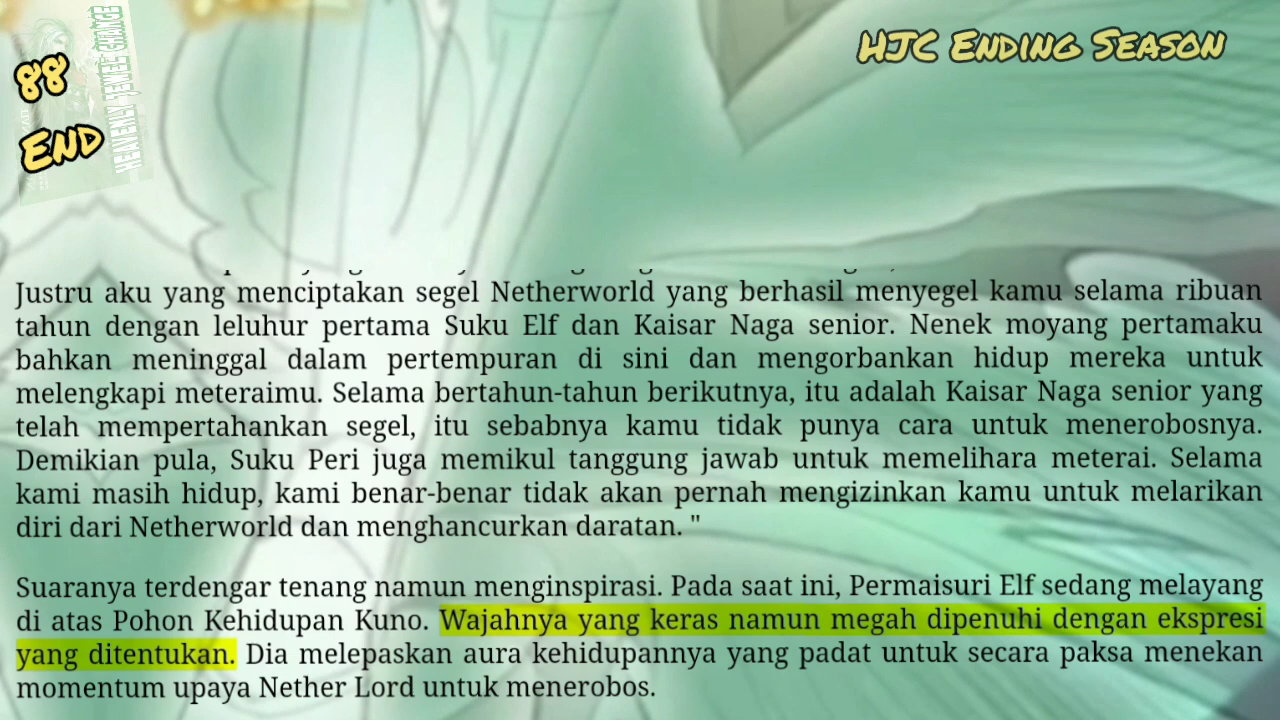 88
END
HEAVENLY JEWEL CHANGE
HJC ENDING SEASON
Justru aku yang menciptakan segel Netherworld yang berhasil menyegel kamu selama ribuan
tahun dengan leluhur pertama Suku Elf dan Kaisar Naga senior. Nenek moyang pertamaku
bahkan meninggal dalam pertempuran di sini dan mengorbankan hidup mereka untuk
melengkapi meteraimu. Selama bertahun-tahun berikutnya, itu adalah Kaisar Naga senior yang
telah mempertahankan segel, itu sebabnya kamu tidak punya cara untuk menerobosnya.
Demikian pula, Suku Peri juga memikul tanggung jawab untuk memelihara meterai. Selama
kami masih hidup, kami benar-benar tidak akan pernah mengizinkan kamu untuk melarikan
diri dari Netherworld dan menghancurkan daratan. "
Suaranya terdengar tenang namun menginspirasi. Pada saat ini, Permaisuri Elf sedang melayang
di atas Pohon Kehidupan Kuno. Wajahnya yang keras namun megah dipenuhi dengan ekspresi
yang ditentukan. Dia melepaskan aura kehidupannya yang padat untuk secara paksa menekan
momentum upaya Nether Lord untuk menerobos.